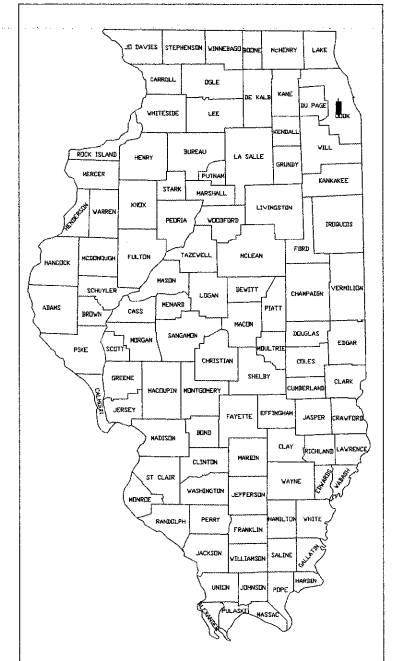 JO DAVIES STEPHENSON WINNEBAGO BOONE McHENRY LAKE
CARROLL OGLE
DE KALB KANE
DU PAGE COOK
WHITESIDE LEE
KENDALL WILL
ROCK ISLAND HENRY BUREAU LA SALLE
GRUNDY
MERCER PUTNAM KANKAKEE
STARK MARSHALL
HENDERSON WARREN KNOX LIVINGSTON
PEORIA WOODFORD IROQUOIS
HANCOCK MCDONOUGH FULTON TAZEWELL MCLEAN FORD
MASON
SCHUYLER LOGAN DEWITT CHAMPAIGN VERMILION
ADAMS BROWN CASS MENARD PIATT
MACON
MORGAN SANGAMON DOUGLAS
PIKE SCOTT CHRISTIAN MOULTRIE EDGAR
COLES
SHELBY
GREENE CUMBERLAND CLARK
CALHOUN MACOUPIN MONTGOMERY
JERSEY FAYETTE EFFINGHAM JASPER CRAWFORD
BOND
MADISON CLAY
MARION RICHLAND LAWRENCE
CLINTON
ST CLAIR WAYNE EDWARDS WABASH
WASHINGTON JEFFERSON
MONROE
RANDOLPH PERRY HAMILTON WHITE
FRANKLIN
JACKSON WILLIAMSON SALINE GALLATIN
UNION JOHNSON POPE HARDIN
ALEXANDER PULASKI MASSAC